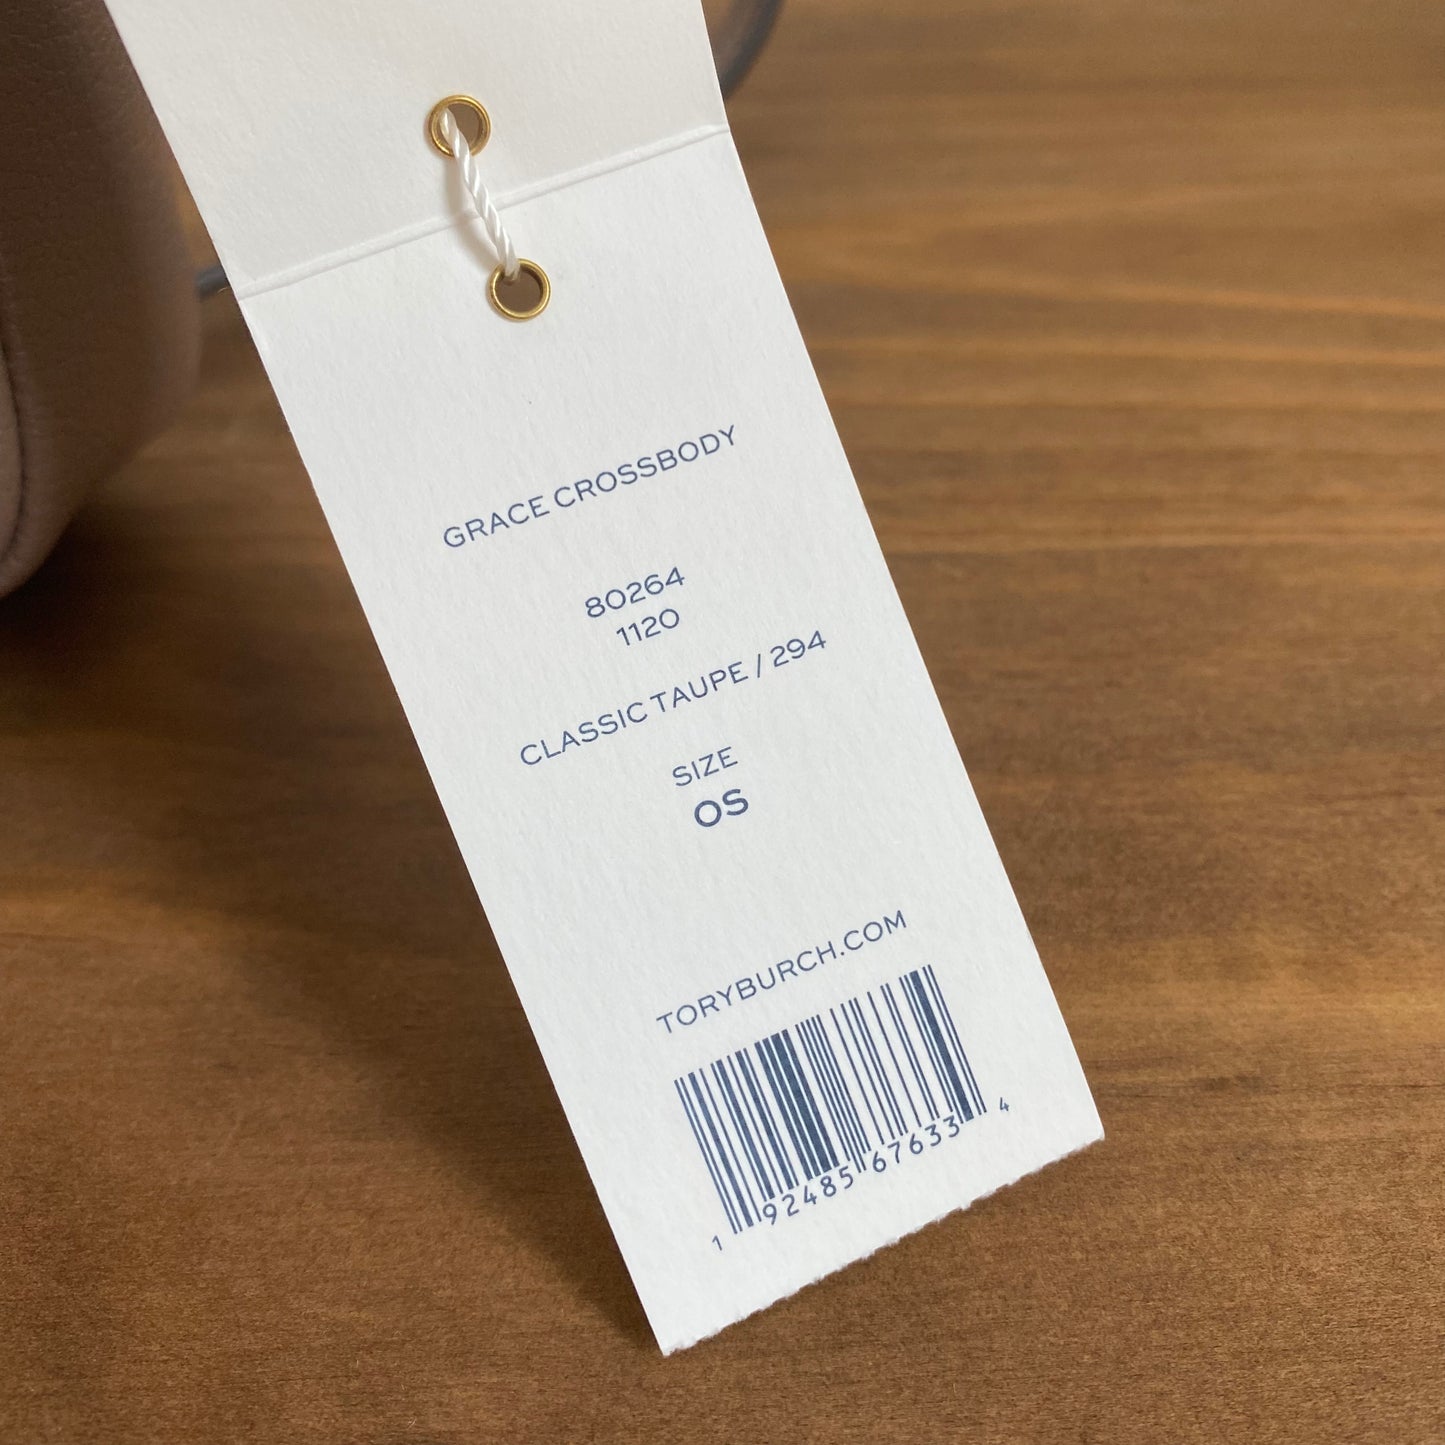 GRACE CROSSBODY
80264
1120
CLASSIC TAUPE / 294
SIZE
OS
TORYBURCH.COM
1 92485 67633 4